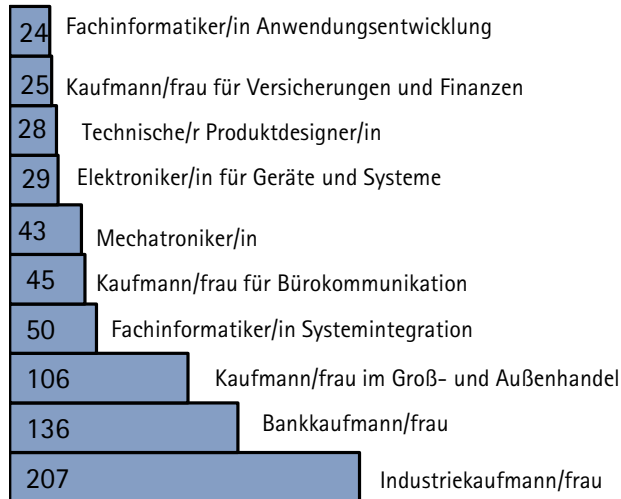 24 Fachinformatiker/in Anwendungsentwicklung
25 Kaufmann/frau für Versicherungen und Finanzen
28 Technische/r Produktdesigner/in
29 Elektroniker/in für Geräte und Systeme
43 Mechatroniker/in
45 Kaufmann/frau für Bürokommunikation
50 Fachinformatiker/in Systemintegration
106 Kaufmann/frau im Groß- und Außenhandel
136 Bankkaufmann/frau
207 Industriekaufmann/frau